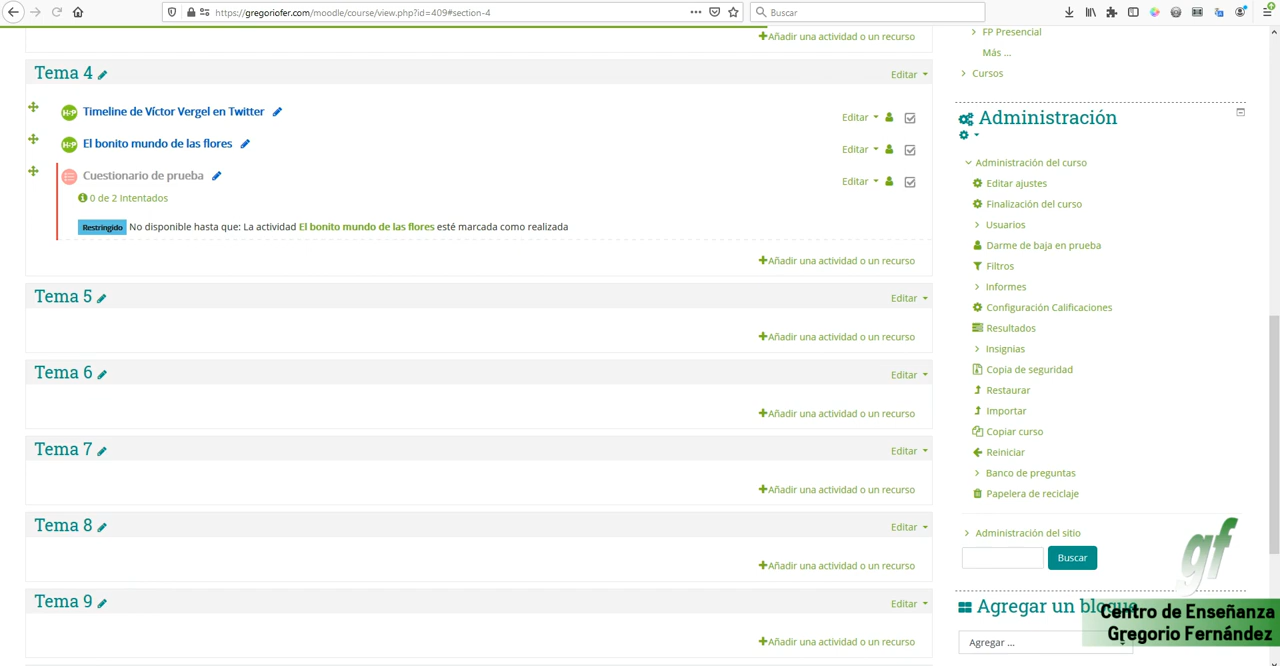 https://gregoriofer.com/moodle/course/view.php?id=409#section-4
Buscar
Añadir una actividad o un recurso
Tema 4
Editar
H-P Timeline de Víctor Vergel en Twitter
Editar
H-P El bonito mundo de las flores
Editar
Cuestionario de prueba
Editar
0 de 2 Intentados
Restringido No disponible hasta que: La actividad El bonito mundo de las flores esté marcada como realizada
Añadir una actividad o un recurso
Tema 5
Editar
Añadir una actividad o un recurso
Tema 6
Editar
Añadir una actividad o un recurso
Tema 7
Editar
Añadir una actividad o un recurso
Tema 8
Editar
Añadir una actividad o un recurso
Tema 9
Editar
Añadir una actividad o un recurso
FP Presencial
Más ...
Cursos
Administración
Administración del curso
Editar ajustes
Finalización del curso
Usuarios
Darme de baja en prueba
Filtros
Informes
Configuración Calificaciones
Resultados
Insignias
Copia de seguridad
Restaurar
Importar
Copiar curso
Reiniciar
Banco de preguntas
Papelera de reciclaje
Administración del sitio
Buscar
Agregar un bloque
Agregar ...
gf
Centro de Enseñanza
Gregorio Fernández